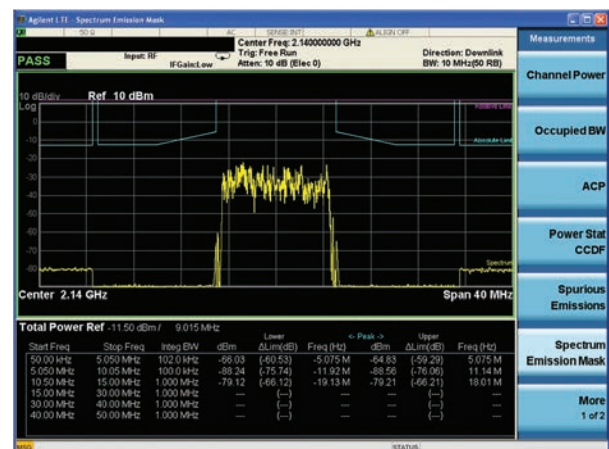 Agilent LTE - Spectrum Emission Mask
50 Ω AC SENSE:INT ALIGN OFF
Center Freq: 2.140000000 GHz
PASS Input: RF Trig: Free Run Direction: Downlink
IFGain:Low Atten: 10 dB (Elec 0) BW: 10 MHz(50 RB)
10 dB/div Ref 10 dBm
Log
Absolute Limit
0
-10
-20
-30
-40
-50
-60
-70
-80
Spectrum
Center 2.14 GHz Span 40 MHz
Total Power Ref -11.50 dBm / 9.015 MHz
Lower <- Peak -> Upper
Start Freq Stop Freq Integ BW dBm ΔLim(dB) Freq (Hz) dBm ΔLim(dB) Freq (Hz)
50.00 kHz 5.050 MHz 102.0 kHz -66.03 (-60.53) -5.075 M -64.83 (-59.29) 5.075 M
5.050 MHz 10.05 MHz 100.0 kHz -88.24 (-75.74) -11.92 M -88.56 (-76.06) 11.14 M
10.50 MHz 15.00 MHz 1.000 MHz -79.12 (-66.12) -19.13 M -79.21 (-66.21) 18.01 M
15.00 MHz 30.00 MHz 1.000 MHz --- (---) --- --- (---) ---
30.00 MHz 40.00 MHz 1.000 MHz --- (---) --- --- (---) ---
40.00 MHz 50.00 MHz 1.000 MHz --- (---) --- --- (---) ---
MSG STATUS
Measurements
Channel Power
Occupied BW
ACP
Power Stat
CCDF
Spurious
Emissions
Spectrum
Emission Mask
More
1 of 2